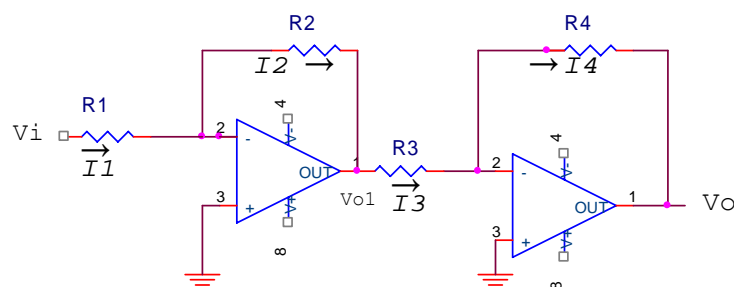 R2
R4
I2
I4
R1
4
Vi
2
-
V-
R3
4
I1
OUT
1
2
-
V-
3
+
V+
Vo1
I3
OUT
1
Vo
8
3
+
V+
8